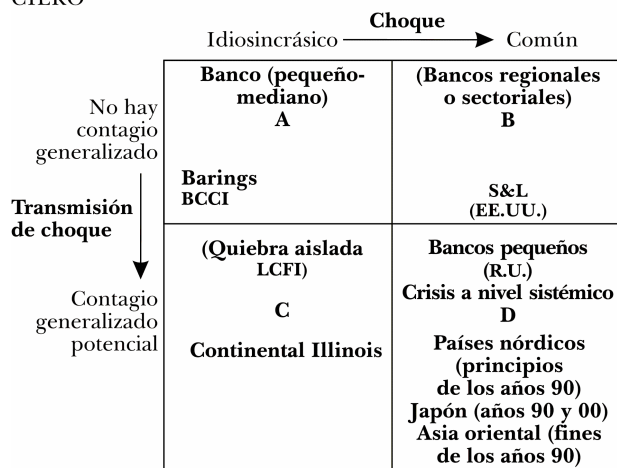 CIERO
Choque
Idiosincrásico
Común
No hay
contagio
generalizado
Banco (pequeño-
mediano)
A
(Bancos regionales
o sectoriales)
B
Barings
BCCI
S&L
(EE.UU.)
Transmisión
de choque
Contagio
generalizado
potencial
(Quiebra aislada
LCFI)
C
Continental Illinois
Bancos pequeños
(R.U.)
Crisis a nivel sistémico
D
Países nórdicos
(principios
de los años 90)
Japón (años 90 y 00)
Asia oriental (fines
de los años 90)